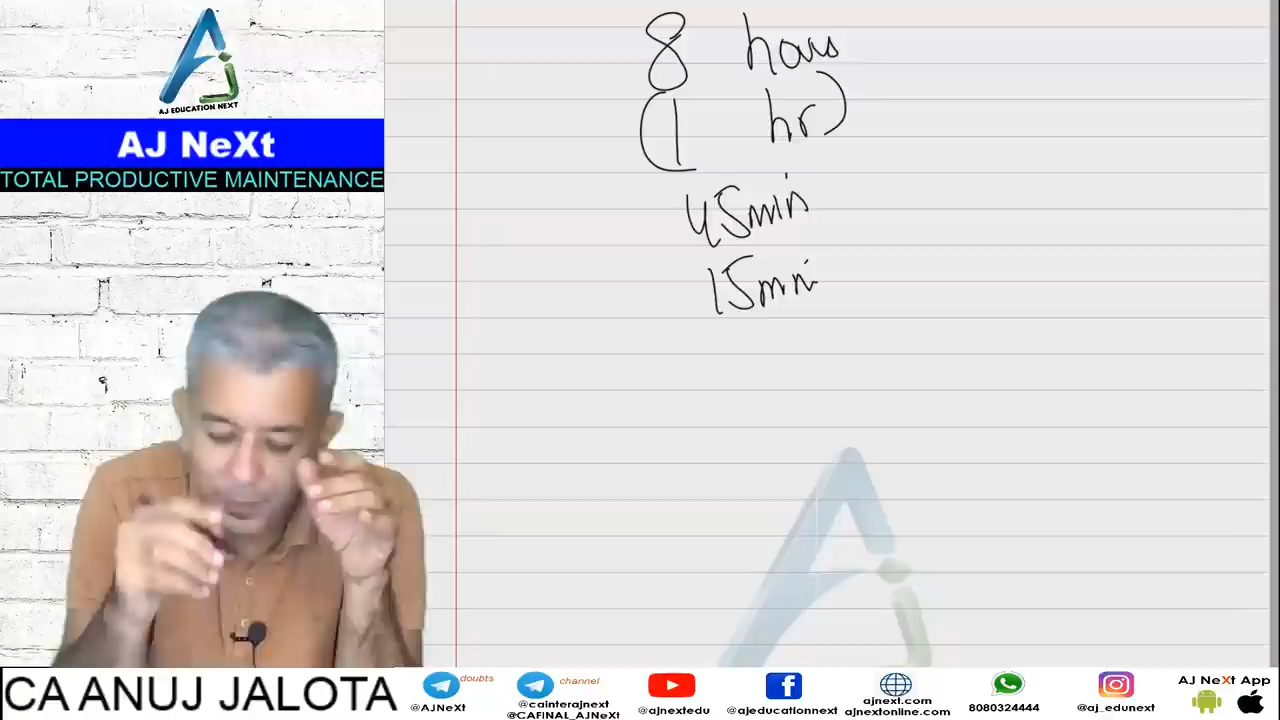 AJ EDUCATION NEXT
AJ NeXt
TOTAL PRODUCTIVE MAINTENANCE
8 hours
(1 hr)
45min
15min
CA ANUJ JALOTA
doubts
@AJNext
channel
@cainterajnext
@CAFINAL_AJNext
@ajnextedu
@ajeducationnext
ajnext.com
ajnextonline.com
@aj_edunext
AJ NeXt App